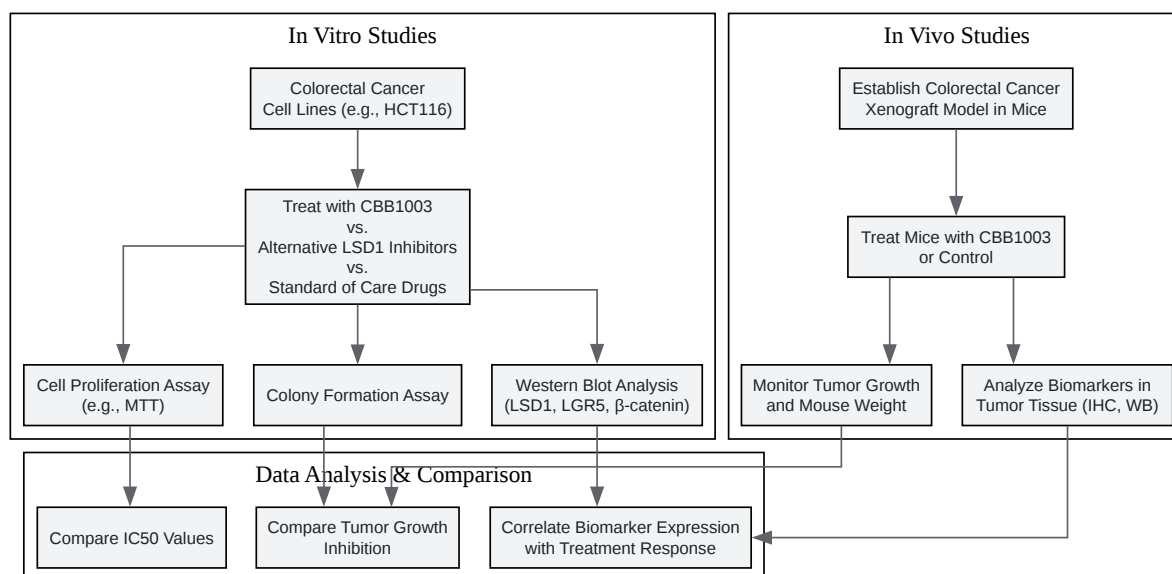 In Vitro Studies
Colorectal Cancer
Cell Lines (e.g., HCT116)
Treat with CBB1003
vs.
Alternative LSD1 Inhibitors
vs.
Standard of Care Drugs
Cell Proliferation Assay
(e.g., MTT)
Colony Formation Assay
Western Blot Analysis
(LSD1, LGR5, β-catenin)
In Vivo Studies
Establish Colorectal Cancer
Xenograft Model in Mice
Treat Mice with CBB1003
or Control
Monitor Tumor Growth
and Mouse Weight
Analyze Biomarkers in
Tumor Tissue (IHC, WB)
Data Analysis & Comparison
Compare IC50 Values
Compare Tumor Growth
Inhibition
Correlate Biomarker Expression
with Treatment Response